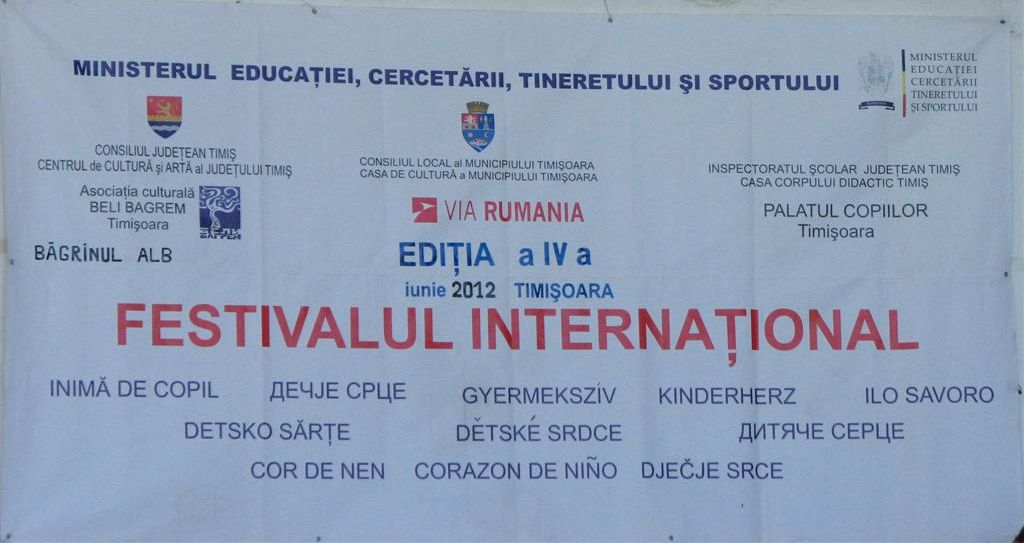 MINISTERUL EDUCAȚIEI, CERCETĂRII, TINERETULUI ȘI SPORTULUI
MINISTERUL
EDUCAȚIEI
CERCETĂRII
TINERETULUI
ȘI SPORTULUI
CONSILIUL JUDEȚEAN TIMIȘ
CENTRUL de CULTURĂ și ARTĂ al JUDEȚULUI TIMIȘ
Asociația culturală
BELI BAGREM
Timișoara
BĂGRÎNUL ALB
CONSILIUL LOCAL al MUNICIPIULUI TIMIȘOARA
CASA DE CULTURĂ a MUNICIPIULUI TIMIȘOARA
VIA RUMANIA
INSPECTORATUL ȘCOLAR JUDEȚEAN TIMIȘ
CASA CORPULUI DIDACTIC TIMIȘ
PALATUL COPIILOR
Timișoara
EDIȚIA a IV a
iunie 2012 TIMIȘOARA
FESTIVALUL INTERNAȚIONAL
INIMĂ DE COPIL ДЕЧЈЕ СРЦЕ GYERMEKSZÍV KINDERHERZ ILO SAVORO
DETSKO SĂRȚE DĚTSKÉ SRDCE ДИТЯЧЕ СЕРЦЕ
COR DE NEN CORAZON DE NIÑO DJEČJE SRCE